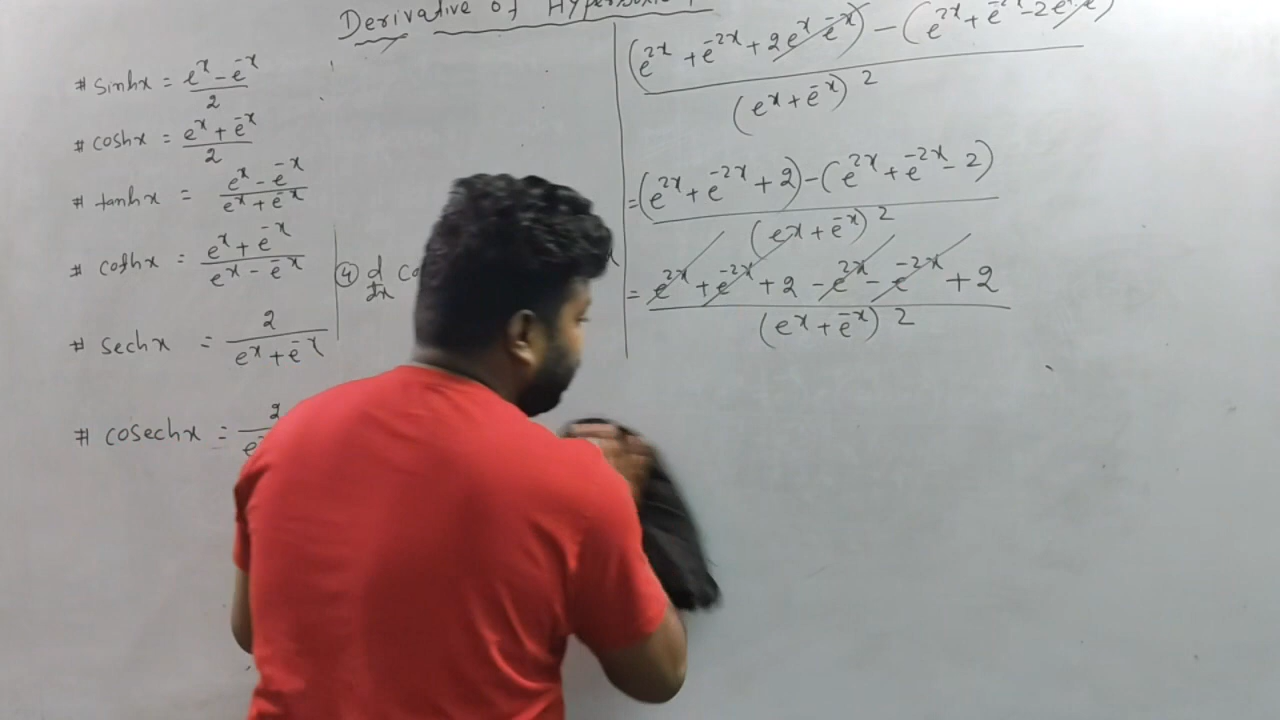 Derivative of
# sinhx = e^x - e^-x / 2
# coshx = e^x + e^-x / 2
# tanhx = e^x - e^-x / e^x + e^-x
# cothx = e^x + e^-x / e^x - e^-x
# sechx = 2 / e^x + e^-x
# cosechx = 2 /
④ d/dx
(e^2x + e^-2x + 2e^x e^-x) - (e^2x + e^-2x - 2e^x e^-x) / (e^x + e^-x)^2
= (e^2x + e^-2x + 2) - (e^2x + e^-2x - 2) / (e^x + e^-x)^2
= e^2x + e^-2x + 2 - e^2x - e^-2x + 2 / (e^x + e^-x)^2